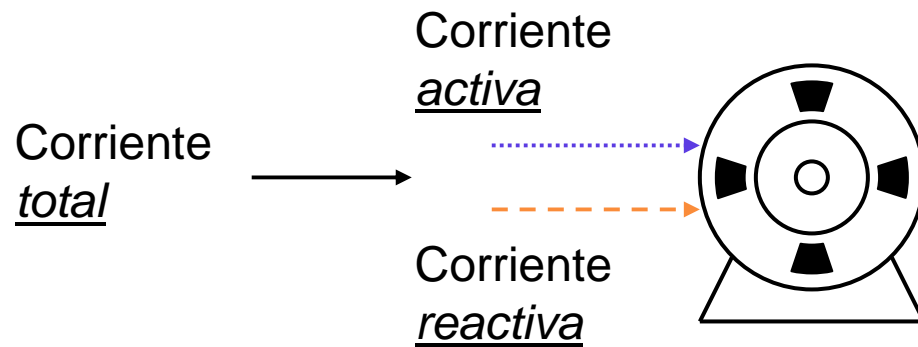 Corriente
total
Corriente
activa
Corriente
reactiva